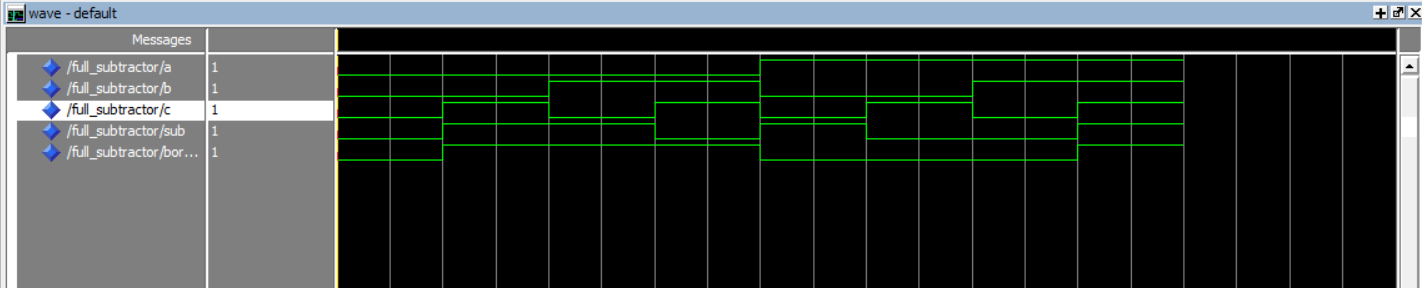 wave - default
Messages
/full_subtractor/a 1
/full_subtractor/b 1
/full_subtractor/c 1
/full_subtractor/sub 1
/full_subtractor/bor... 1